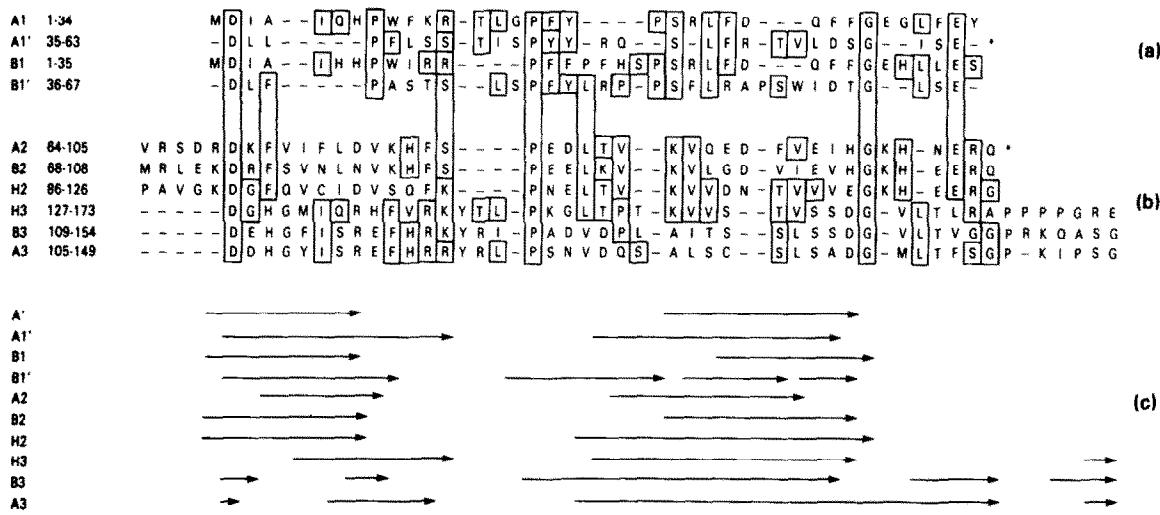 A1 1-34 M D I A - - I Q H P W F K R - T L G P F Y - - - P S R L F D - - Q F F G E G L F E Y
A1' 35-63 - D L L - - - - P F L S S - T I S P Y Y - R Q - - S - L F R - T V L D S G - - I S E - *
B1 1-35 M D I A - I H H P W I R R - - P F F P F H S P S R L F D - - Q F F G E H L L E S
B1' 36-67 - D L F - - - - P A S T S - - L S P F Y L R P - P S F L R A P S W I D T G - - L S E -
(a)
A2 64-105 V R S D R D K F V I F L D V K H F S - - - - P E D L T V - - K V Q E D - F V E I H G K H - N E R Q *
B2 68-108 M R L E K D R F S V N L N V K H F S - - - - P E E L K V - - K V L G D - V I E V H G K H - E E R Q
H2 86-126 P A V G K D G F Q V C I D V S Q F K - - - - P N E L T V - - K V V D N - T V V V E G K H - E E R G
H3 127-173 - - - - - D G H G M I Q R H F V R K Y T L - P K G L T P T - K V V S - - T V S S D G - V L T L R A P P P P G R E
(b)
B3 109-154 - - - - - D E H G F I S R E F H R K Y R I - P A D V D P L - A I T S - - S L S S D G - V L T V G G P R K Q A S G
A3 105-149 - - - - - D D H G Y I S R E F H R R Y R L - P S N V D Q S - A L S C - - S L S A D G - M L T F S G P - K I P S G
A'
A1'
B1
B1'
A2
(c)
B2
H2
H3
B3
A3